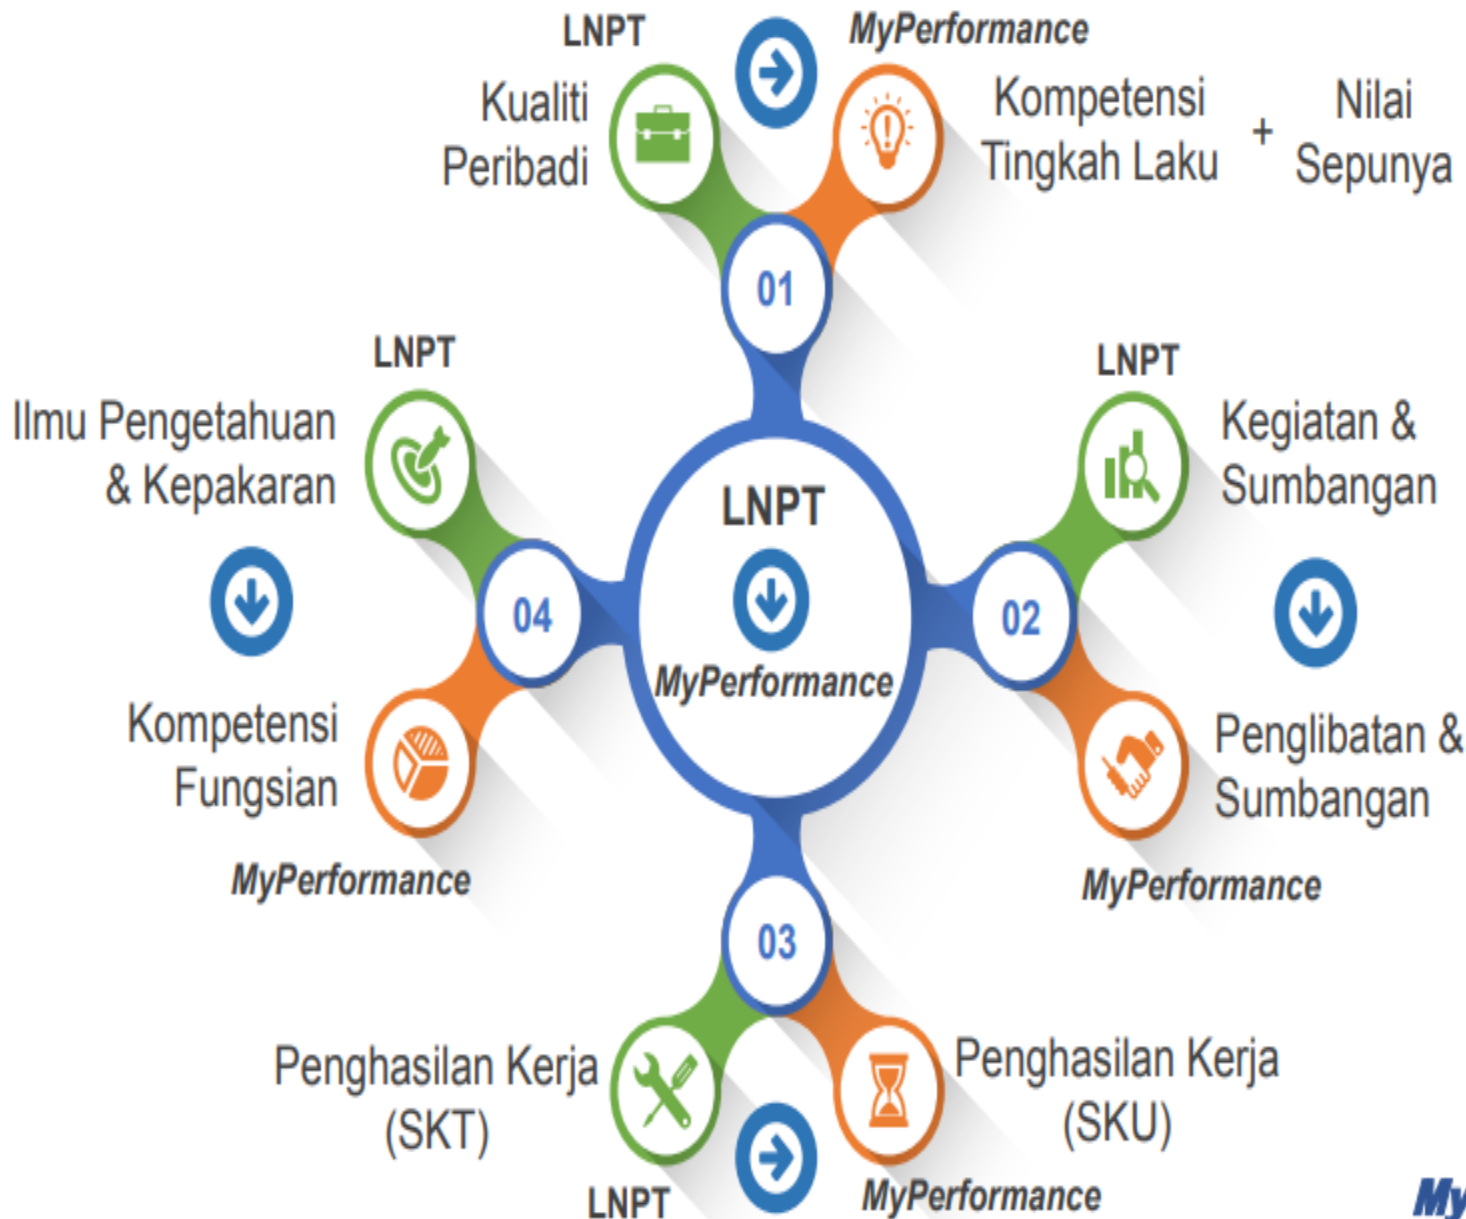 LNPT
MyPerformance
Kualiti
Peribadi
Kompetensi
Tingkah Laku
+
Nilai
Sepunya
01
LNPT
Ilmu Pengetahuan
& Kepakaran
LNPT
Kegiatan &
Sumbangan
LNPT
MyPerformance
04
02
Kompetensi
Fungsian
MyPerformance
Penglibatan &
Sumbangan
MyPerformance
03
Penghasilan Kerja
(SKT)
LNPT
Penghasilan Kerja
(SKU)
MyPerformance
My